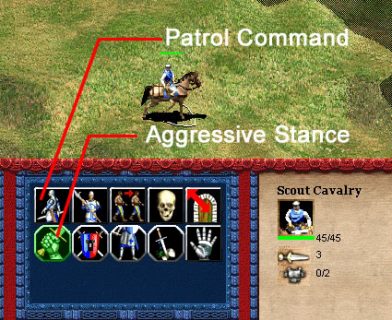 Patrol Command
Aggressive Stance
Scout Cavalry
45/45
3
0/2